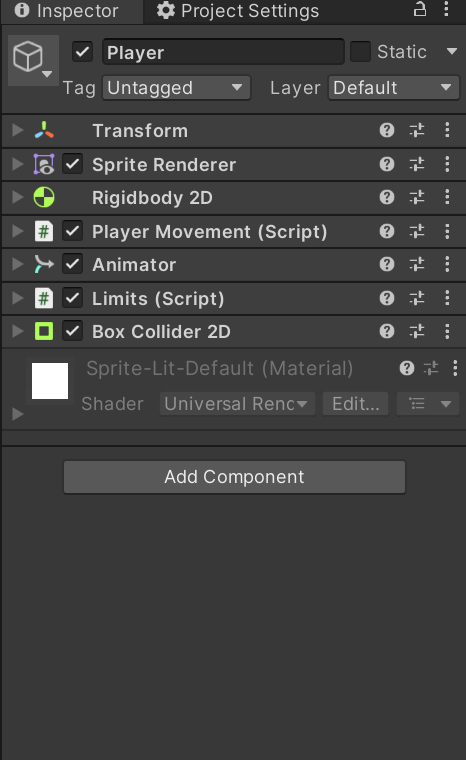 Inspector Project Settings
Player Static
Tag Untagged Layer Default
Transform
Sprite Renderer
Rigidbody 2D
# Player Movement (Script)
Animator
# Limits (Script)
Box Collider 2D
Sprite-Lit-Default (Material)
Shader Universal Renc Edit...
Add Component